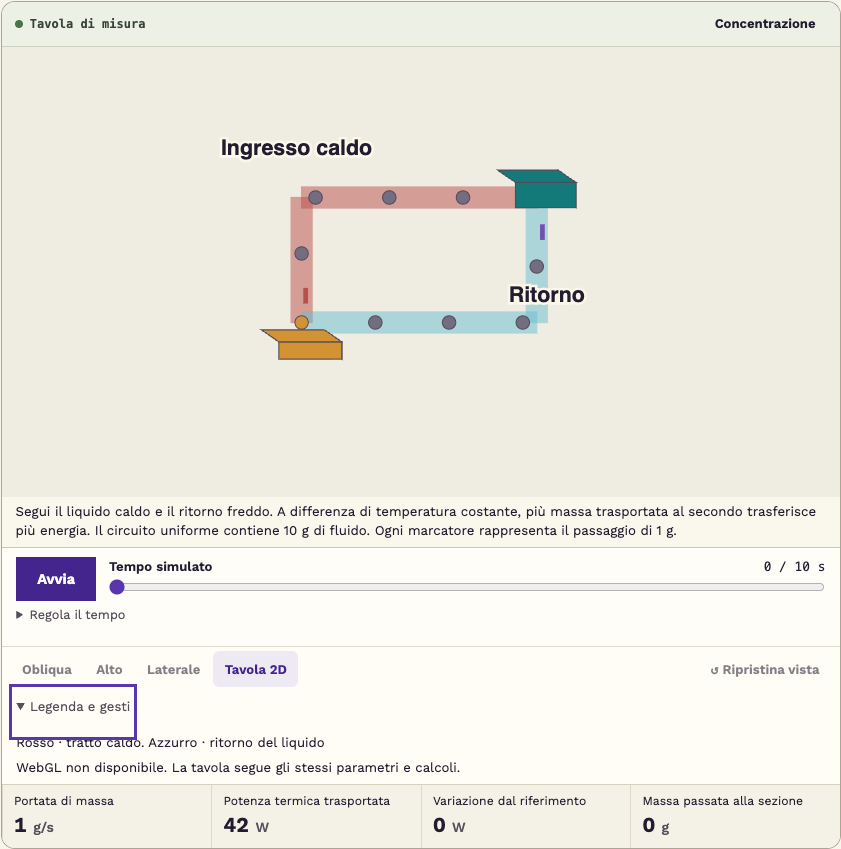 Tavola di misura
Concentrazione
Ingresso caldo
Ritorno
Segui il liquido caldo e il ritorno freddo. A differenza di temperatura costante, più massa trasportata al secondo trasferisce
più energia. Il circuito uniforme contiene 10 g di fluido. Ogni marcatore rappresenta il passaggio di 1 g.
Avvia
Tempo simulato
0 / 10 s
▶ Regola il tempo
Obliqua
Alto
Laterale
Tavola 2D
↺ Ripristina vista
▼ Legenda e gesti
Rosso · tratto caldo. Azzurro · ritorno del liquido
WebGL non disponibile. La tavola segue gli stessi parametri e calcoli.
Portata di massa
1 g/s
Potenza termica trasportata
42 W
Variazione dal riferimento
0 W
Massa passata alla sezione
0 g